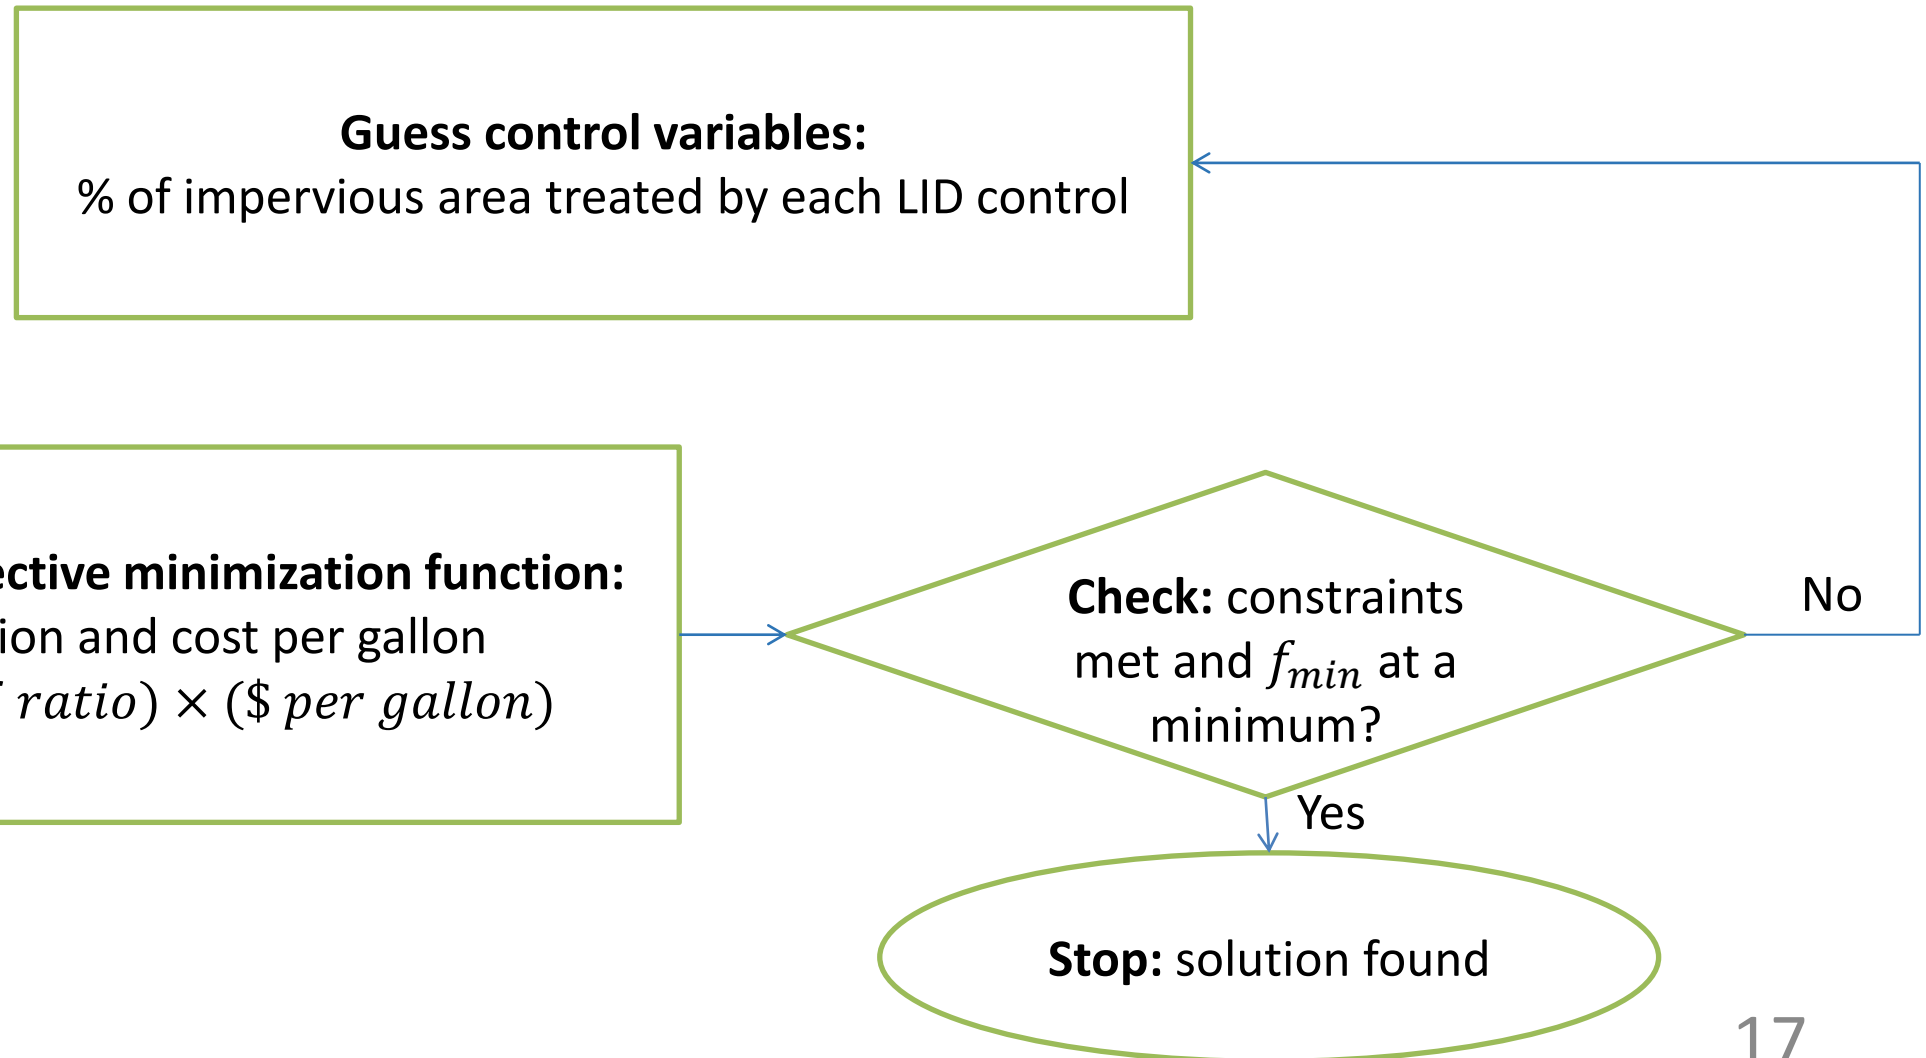 Guess control variables:
% of impervious area treated by each LID control
ective minimization function:
ion and cost per gallon
ratio) × ($ per gallon)
Check: constraints
met and f_min at a
minimum?
No
Yes
Stop: solution found
17